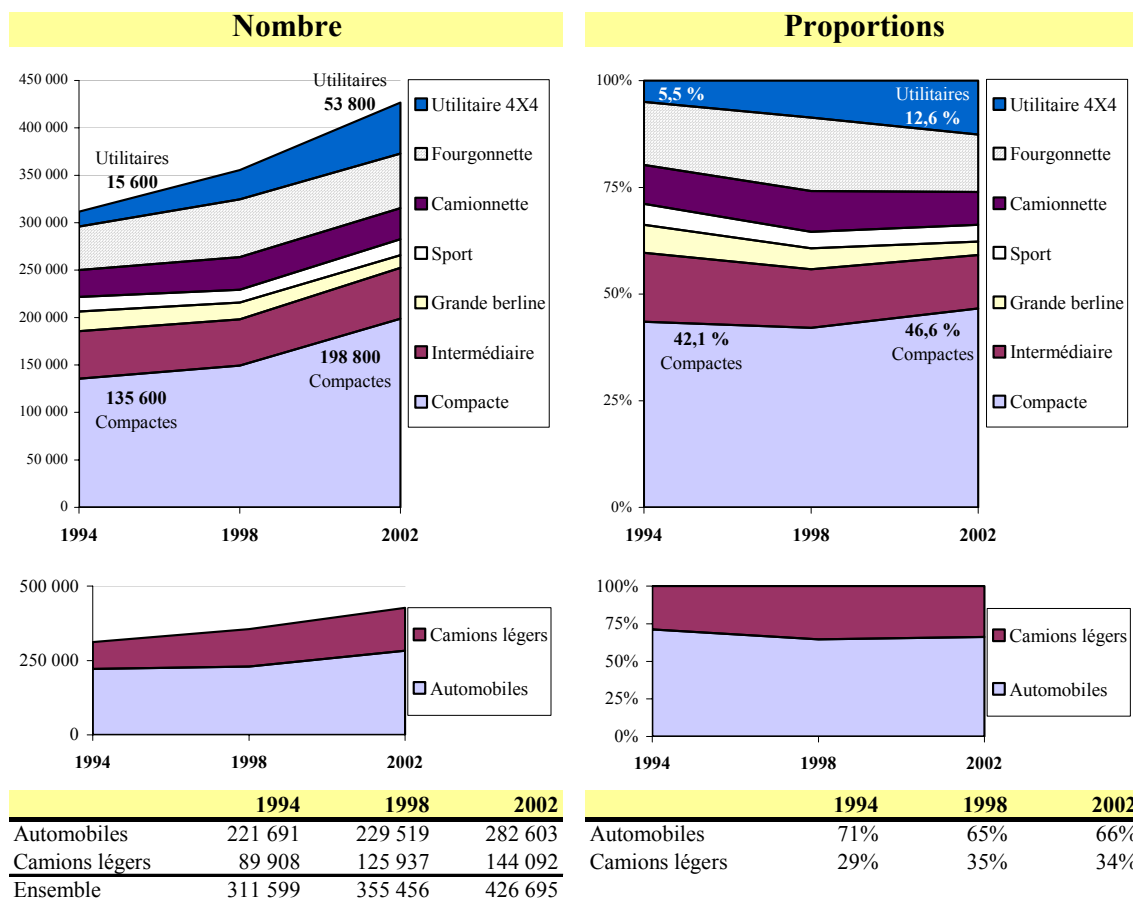 Nombre
450 000
400 000
350 000
300 000
250 000
200 000
150 000
100 000
50 000
0
Utilitaires
53 800
Utilitaires
15 600
198 800
Compactes
135 600
Compactes
1994
1998
2002
Utilitaire 4X4
Fourgonnette
Camionnette
Sport
Grande berline
Intermédiaire
Compacte
Proportions
100%
75%
50%
25%
0%
5,5 %
Utilitaires
12,6 %
42,1 %
Compactes
46,6 %
Compactes
1994
1998
2002
Utilitaire 4X4
Fourgonnette
Camionnette
Sport
Grande berline
Intermédiaire
Compacte
500 000
250 000
0
1994
1998
2002
Camions légers
Automobiles
100%
75%
50%
25%
0%
1994
1998
2002
Camions légers
Automobiles
1994 1998 2002
Automobiles 221 691 229 519 282 603
Camions légers 89 908 125 937 144 092
Ensemble 311 599 355 456 426 695
1994 1998 2002
Automobiles 71% 65% 66%
Camions légers 29% 35% 34%